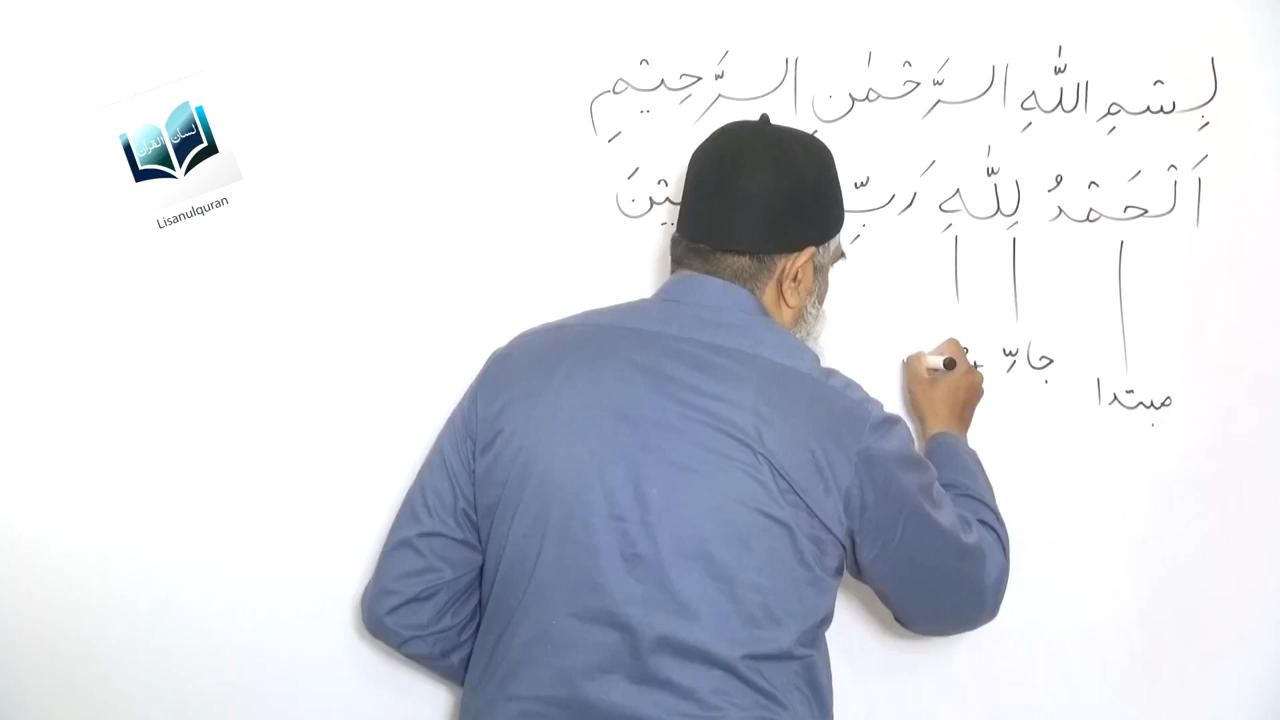 بِسْمِ اللّٰهِ الرَّحْمٰنِ الرَّحِيْمِ
اَلْحَمْدُ لِلّٰهِ رَبِّ
جارِّ
مبتدا
لسان القرآن
Lisanulquran